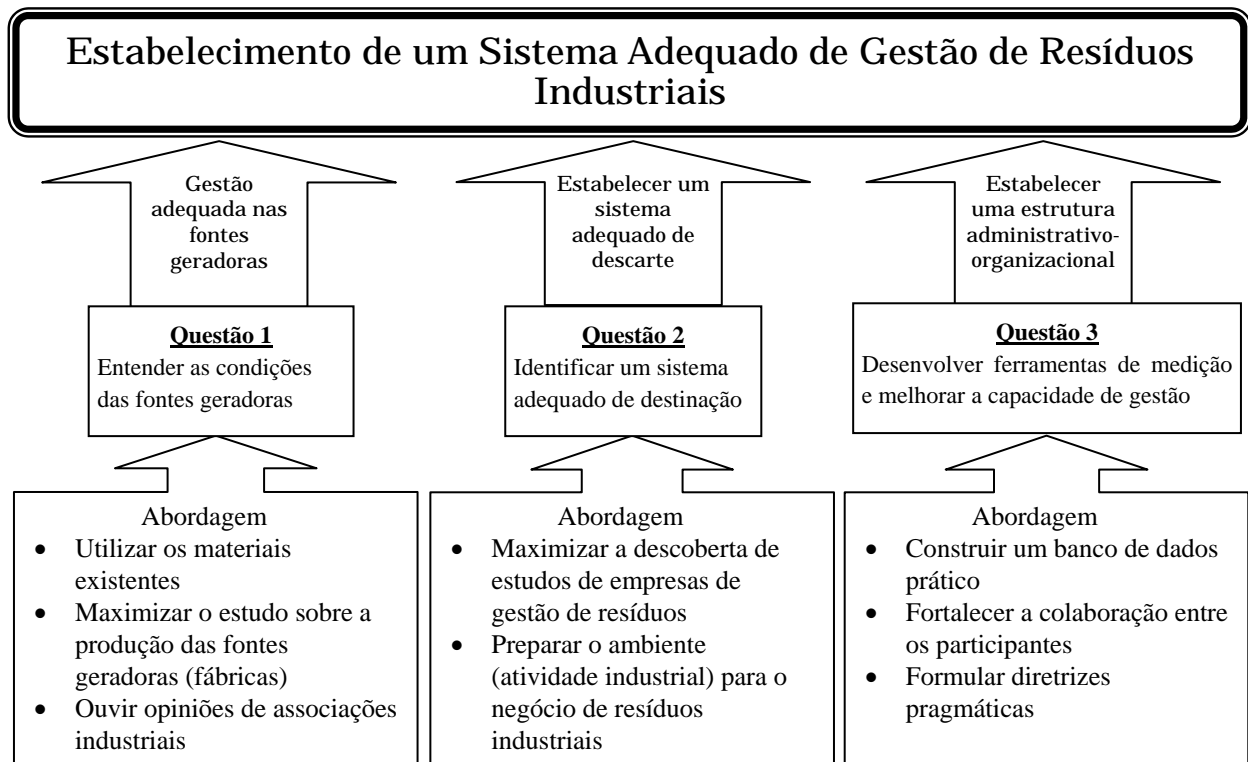 Estabelecimento de um Sistema Adequado de Gestão de Resíduos
Industriais
Gestão
adequada nas
fontes
geradoras
Estabelecer um
sistema
adequado de
descarte
Estabelecer
uma estrutura
administrativo-
organizacional
Questão 1
Entender as condições
das fontes geradoras
Questão 2
Identificar um sistema
adequado de destinação
Questão 3
Desenvolver ferramentas de medição
e melhorar a capacidade de gestão
Abordagem
• Utilizar os materiais
existentes
• Maximizar o estudo sobre a
produção das fontes
geradoras (fábricas)
• Ouvir opiniões de associações
industriais
Abordagem
• Maximizar a descoberta de
estudos de empresas de
gestão de resíduos
• Preparar o ambiente
(atividade industrial) para o
negócio de resíduos
industriais
Abordagem
• Construir um banco de dados
prático
• Fortalecer a colaboração entre
os participantes
• Formular diretrizes
pragmáticas